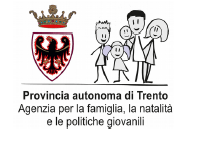 Provincia autonoma di Trento
Agenzia per la famiglia, la natalità
e le politiche giovanili